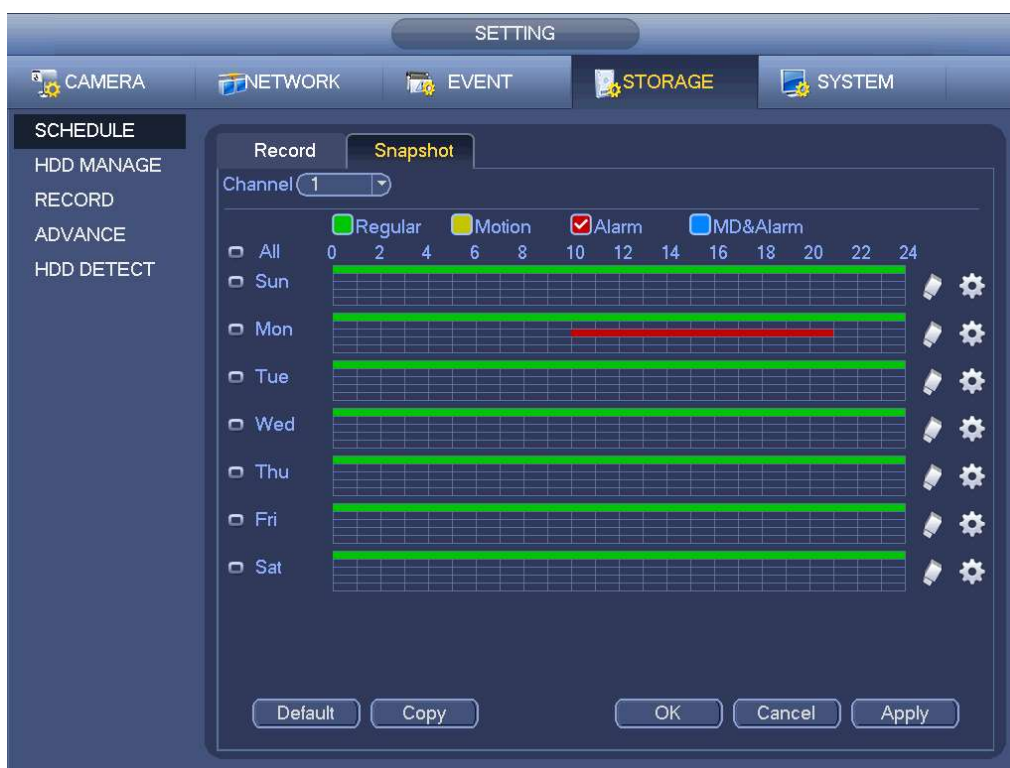 SETTING
CAMERA NETWORK EVENT STORAGE SYSTEM
SCHEDULE
HDD MANAGE
RECORD
ADVANCE
HDD DETECT
Record Snapshot
Channel 1
Regular Motion Alarm MD&Alarm
All 0 2 4 6 8 10 12 14 16 18 20 22 24
Sun
Mon
Tue
Wed
Thu
Fri
Sat
Default Copy OK Cancel Apply